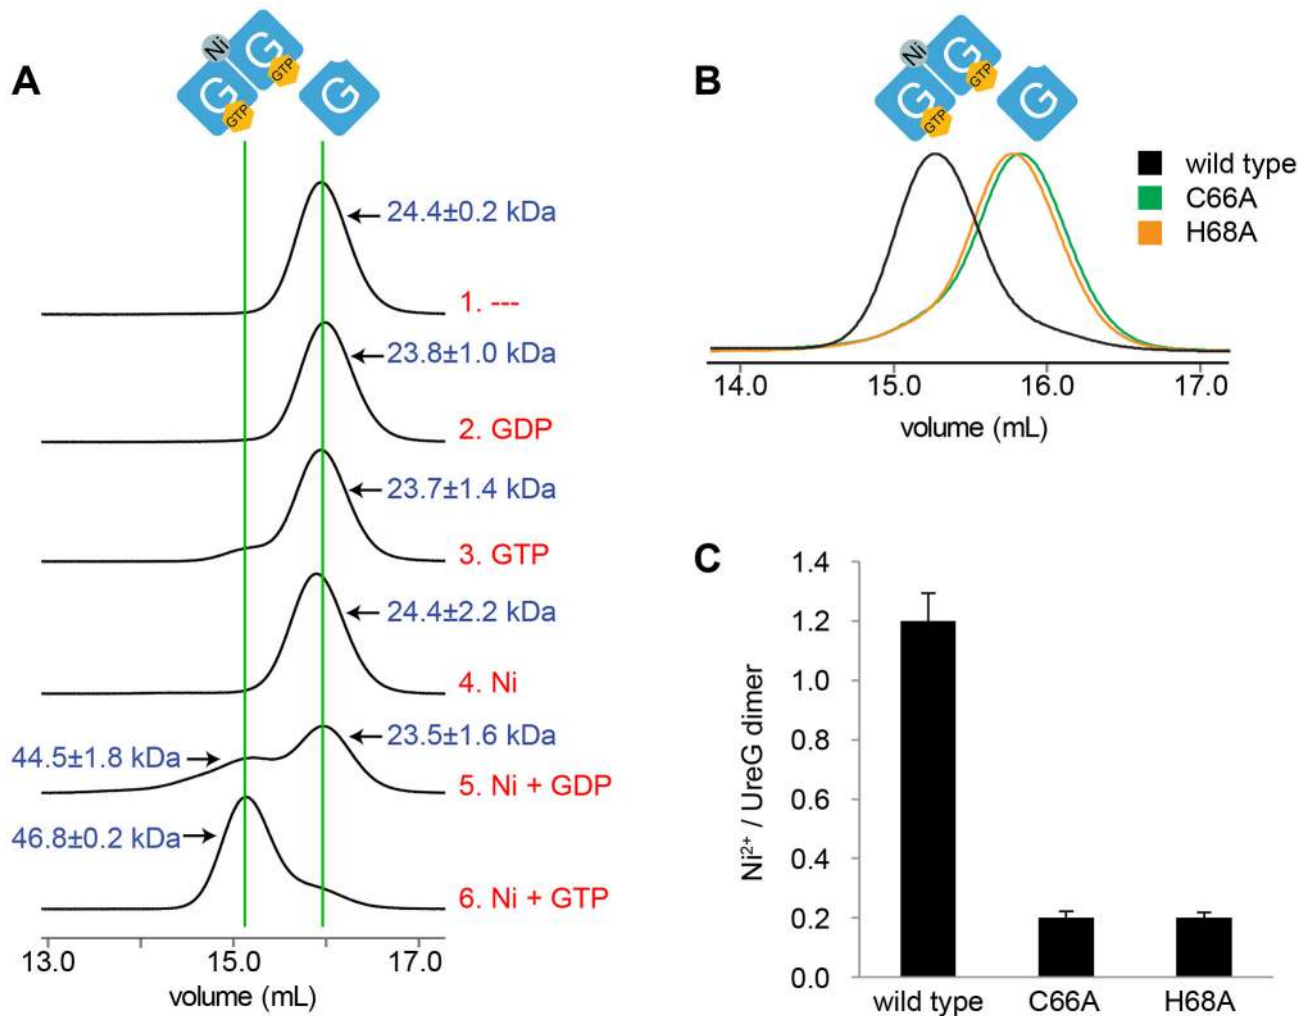 A
Ni
G
GTP
G
GTP
G
24.4±0.2 kDa
1. ---
23.8±1.0 kDa
2. GDP
23.7±1.4 kDa
3. GTP
24.4±2.2 kDa
4. Ni
44.5±1.8 kDa
23.5±1.6 kDa
5. Ni + GDP
46.8±0.2 kDa
6. Ni + GTP
13.0 15.0 17.0
volume (mL)
B
Ni
G
GTP
G
GTP
G
wild type
C66A
H68A
14.0 15.0 16.0 17.0
volume (mL)
C
Ni²⁺ / UreG dimer
1.4
1.2
1.0
0.8
0.6
0.4
0.2
0.0
wild type C66A H68A